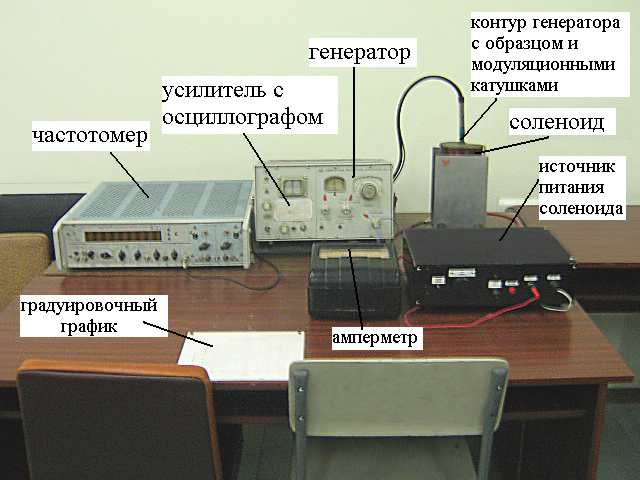 контур генератора
с образцом и
модуляционными
катушками
генератор
усилитель с
осциллографом
соленоид
частотомер
источник
питания
соленоида
градуировочный
график
амперметр